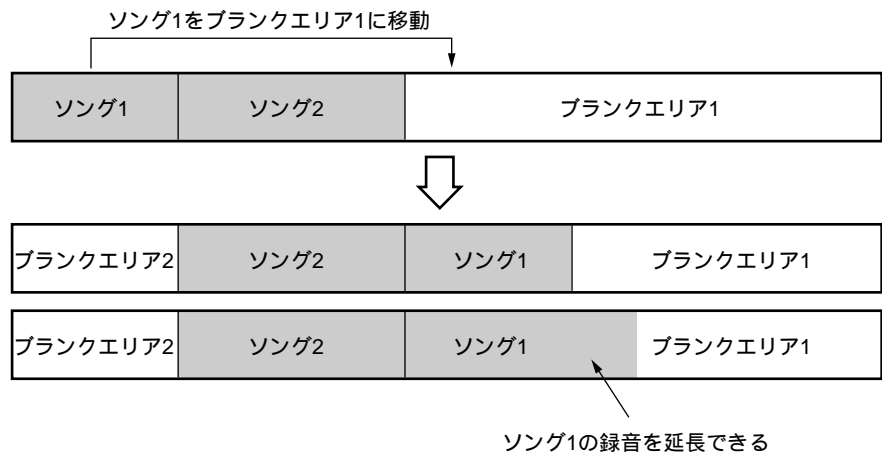 ソング1をブランクエリア1に移動
ソング1 ソング2 ブランクエリア1
ブランクエリア2 ソング2 ソング1 ブランクエリア1
ブランクエリア2 ソング2 ソング1 ブランクエリア1
ソング1の録音を延長できる